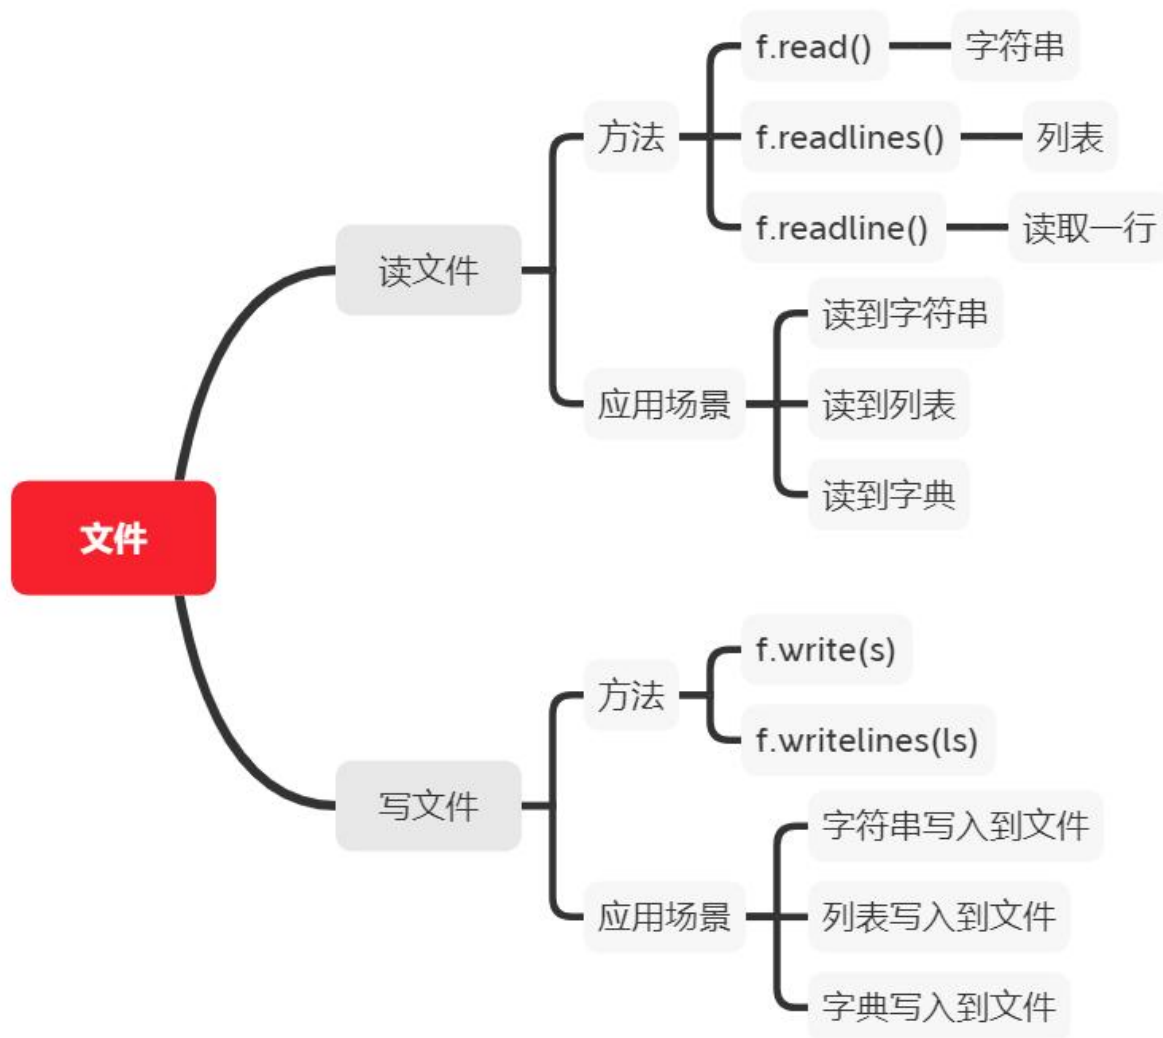 文件
读文件
方法
f.read()
字符串
f.readlines()
列表
f.readline()
读取一行
应用场景
读到字符串
读到列表
读到字典
写文件
方法
f.write(s)
f.writelines(ls)
应用场景
字符串写入到文件
列表写入到文件
字典写入到文件